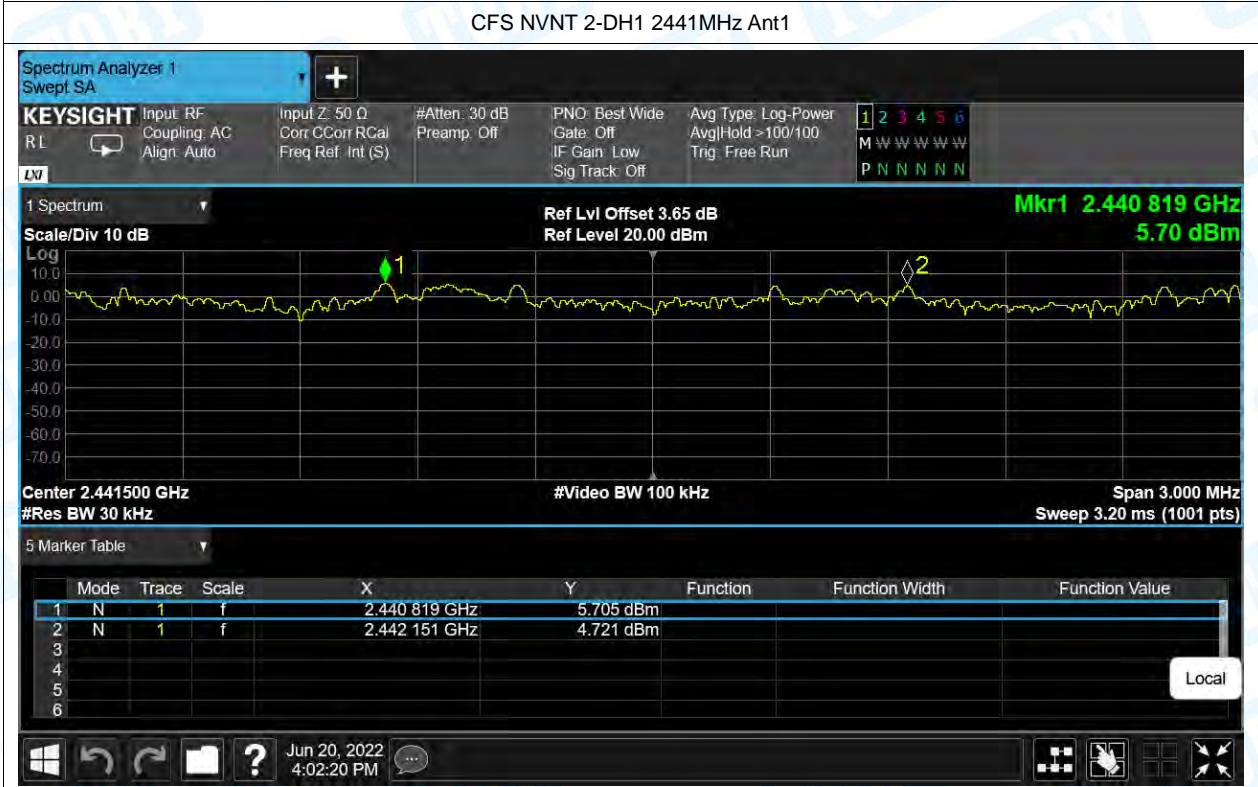 CFS NVNT 2-DH1 2441MHz Ant1
Spectrum Analyzer 1
Swept SA
KEYSIGHT
RL
LXI
Input: RF
Coupling: AC
Align: Auto
Input Z: 50 Ω
Corr CCorr RCal
Freq Ref: Int (S)
#Atten: 30 dB
Preamp: Off
PNO: Best Wide
Gate: Off
IF Gain: Low
Sig Track: Off
Avg Type: Log-Power
Avg|Hold >100/100
Trig: Free Run
1 2 3 4 5 6
M W W W W W
P N N N N N
1 Spectrum
Scale/Div 10 dB
Ref Lvl Offset 3.65 dB
Ref Level 20.00 dBm
Mkr1 2.440 819 GHz
5.70 dBm
Log
10.0
0.00
-10.0
-20.0
-30.0
-40.0
-50.0
-60.0
-70.0
1
2
Center 2.441500 GHz
#Video BW 100 kHz
Span 3.000 MHz
#Res BW 30 kHz
Sweep 3.20 ms (1001 pts)
5 Marker Table
Mode Trace Scale X Y Function Function Width Function Value
1 N 1 f 2.440 819 GHz 5.705 dBm
2 N 1 f 2.442 151 GHz 4.721 dBm
3
4
5
6
Local
?
Jun 20, 2022
4:02:20 PM